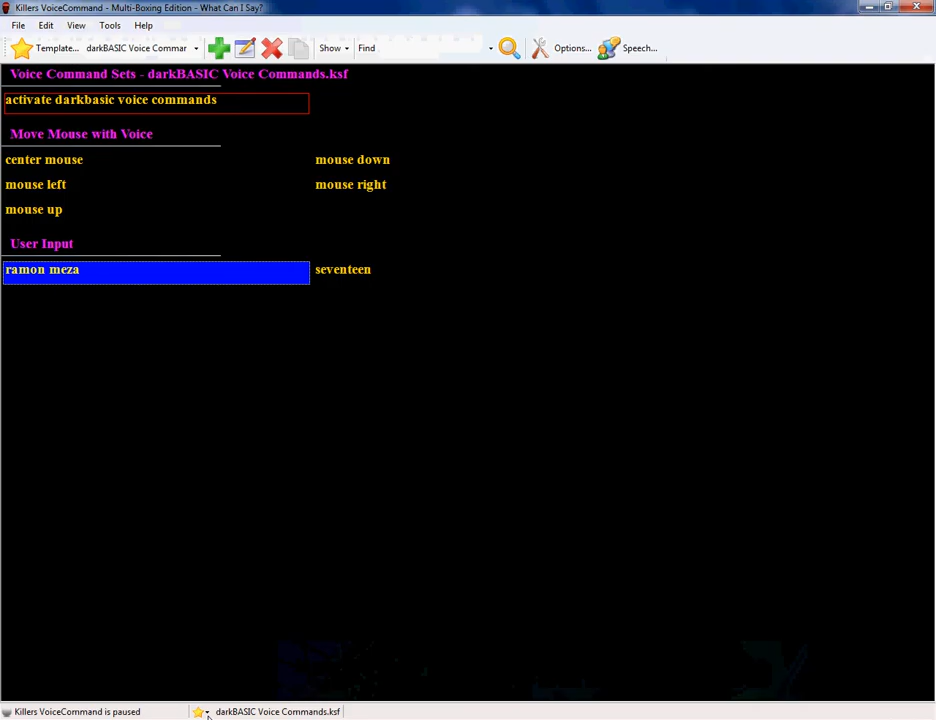 Killers VoiceCommand - Multi-Boxing Edition - What Can I Say?
File Edit View Tools Help
Template... darkBASIC Voice Commar Show Find Options... Speech...
Voice Command Sets - darkBASIC Voice Commands.ksf
activate darkbasic voice commands
Move Mouse with Voice
center mouse mouse down
mouse left mouse right
mouse up
User Input
ramon meza seventeen
Killers VoiceCommand is paused darkBASIC Voice Commands.ksf